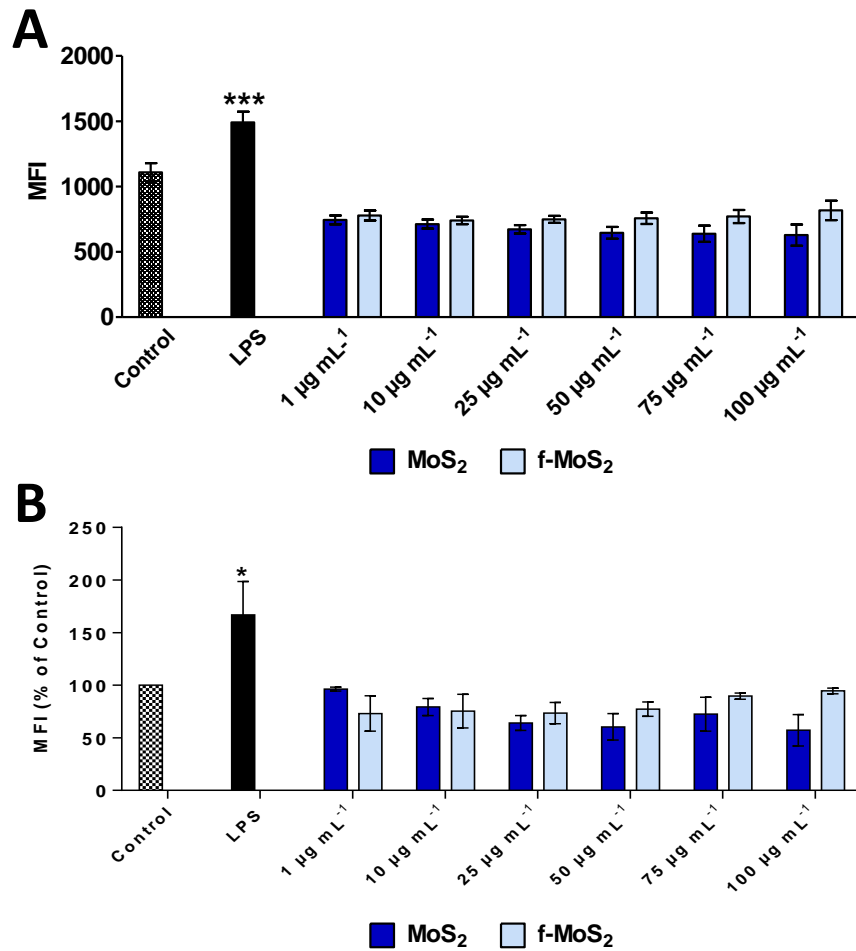 A
2000
1500
1000
500
0
MFI
***
Control
LPS
1 µg mL-¹
10 µg mL⁻¹
25 µg mL⁻¹
50 µg mL⁻¹
75 µg mL⁻¹
100 µg mL⁻¹
MoS₂ f-MoS₂
B
250
200
150
100
50
0
MFI (% of Control)
*
Control
LPS
1 µg mL⁻¹
10 µg mL⁻¹
25 µg mL⁻¹
50 µg mL⁻¹
75 µg mL⁻¹
100 µg mL⁻¹
MoS₂ f-MoS₂